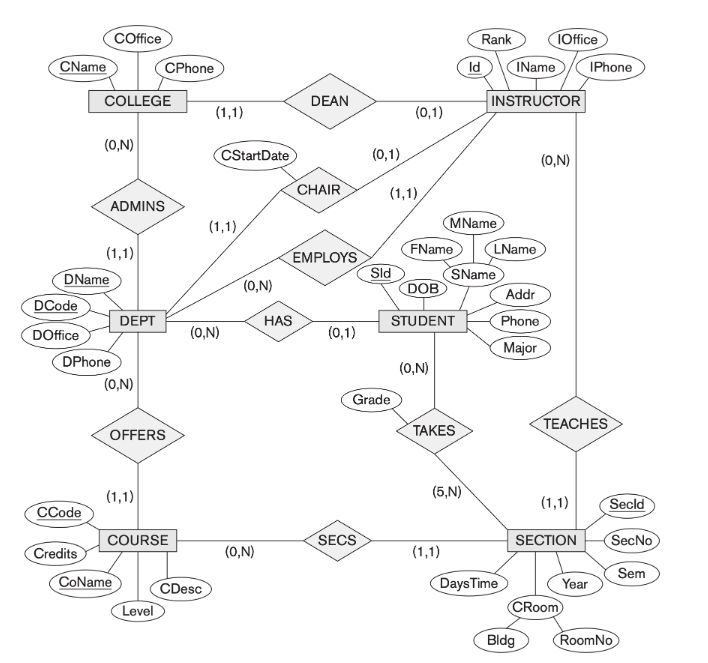 COffice
CName
CPhone
COLLEGE
(1,1)
DEAN
(0,1)
Rank
IOffice
Id
IName
IPhone
INSTRUCTOR
(0,N)
CStartDate
(0,1)
(0,N)
ADMINS
CHAIR
(1,1)
(1,1)
(1,1)
EMPLOYS
(0,N)
MName
FName
LName
SId
DOB
SName
DName
DCode
DOffice
DPhone
DEPT
(0,N)
HAS
(0,1)
STUDENT
Addr
Phone
Major
(0,N)
(0,N)
Grade
OFFERS
TAKES
TEACHES
(1,1)
(5,N)
(1,1)
CCode
COURSE
Credits
CoName
CDesc
Level
(0,N)
SECS
(1,1)
SECTION
SecId
SecNo
Sem
DaysTime
Year
CRoom
Bldg
RoomNo